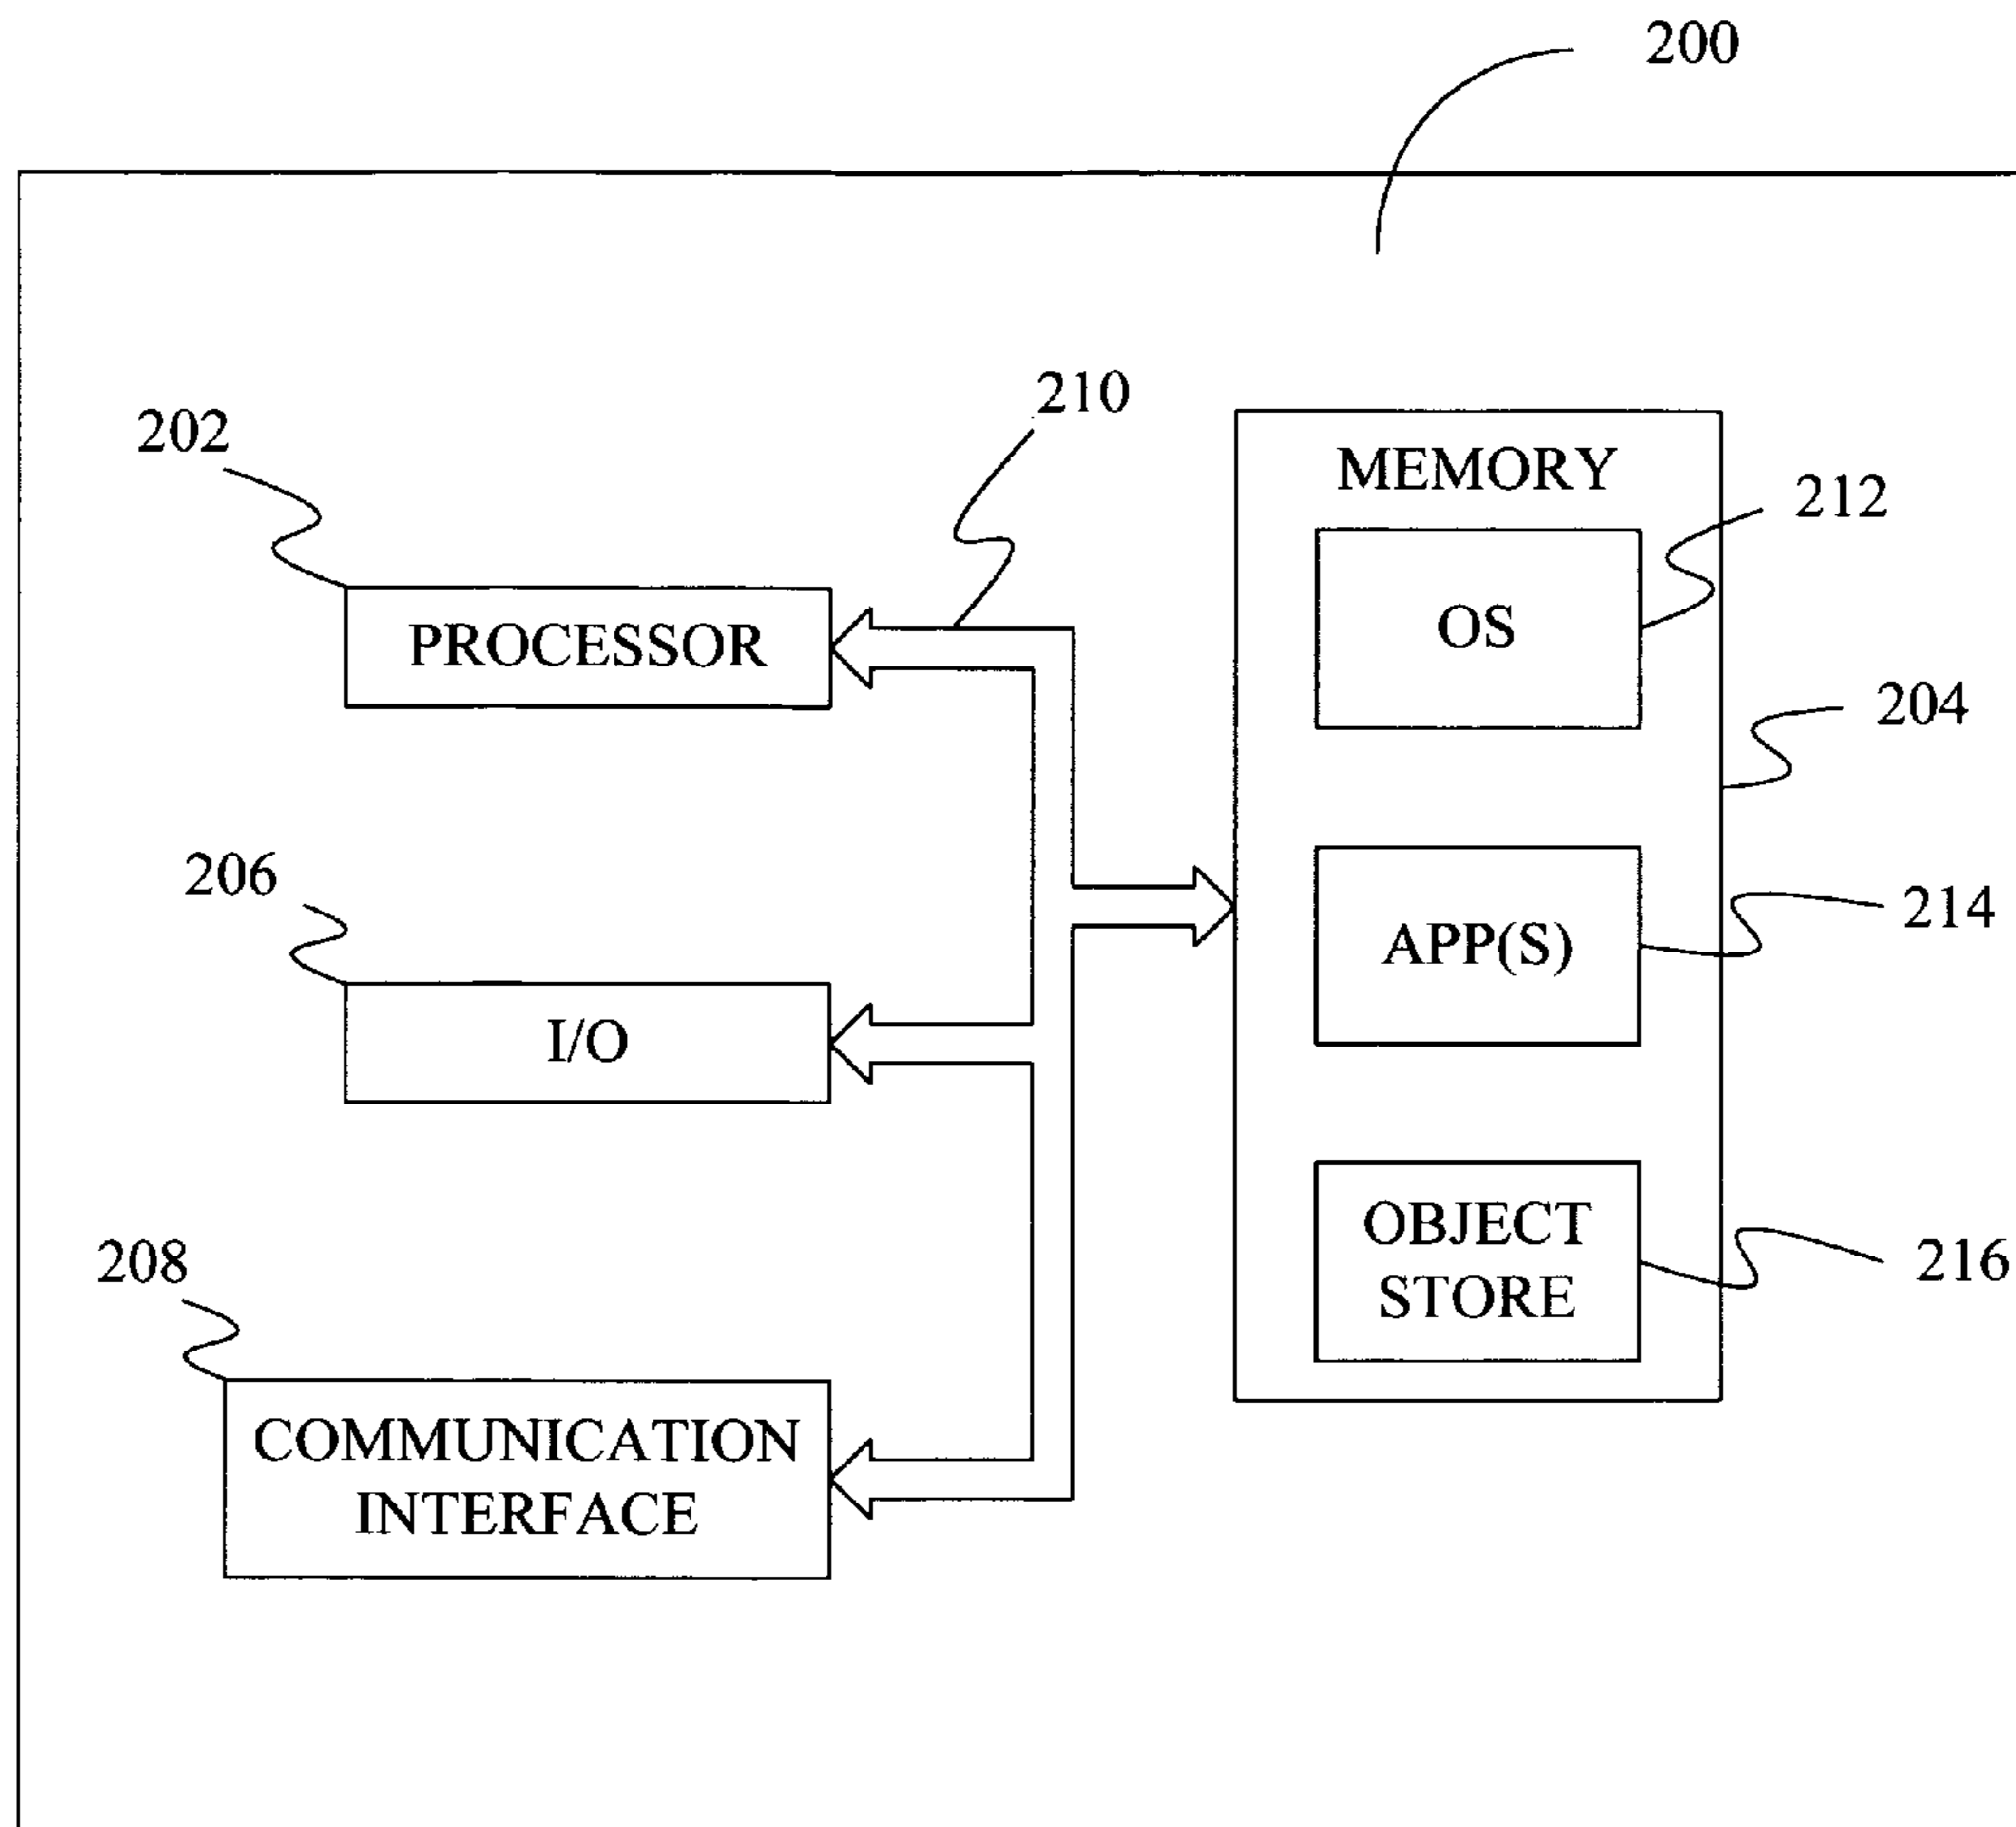 200
210
202
MEMORY
212
OS
PROCESSOR
204
206
214
APP(S)
I/O
OBJECT
STORE
216
208
COMMUNICATION
INTERFACE